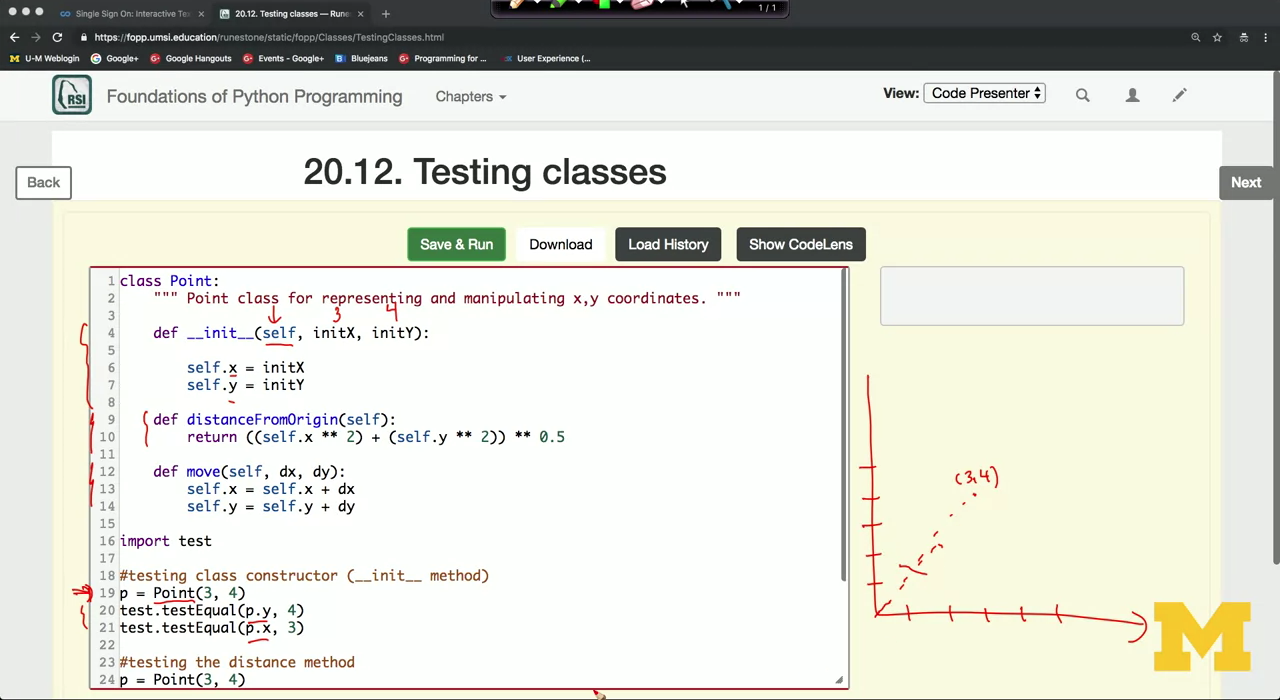 Single Sign On: Interactive Te
20.12. Testing classes — Rune
1 / 1
https://fopp.umsi.education/runestone/static/fopp/Classes/TestingClasses.html
U-M Weblogin
Google+
Google Hangouts
Events - Google+
Bluejeans
Programming for ...
User Experience (...
RSI
Foundations of Python Programming
Chapters
View:
Code Presenter
Back
20.12. Testing classes
Next
Save & Run
Download
Load History
Show CodeLens
1 class Point:
2 """ Point class for representing and manipulating x,y coordinates. """
3
3 4
4 def __init__(self, initX, initY):
5
6 self.x = initX
7 self.y = initY
8
9 def distanceFromOrigin(self):
10 return ((self.x ** 2) + (self.y ** 2)) ** 0.5
11
12 def move(self, dx, dy):
13 self.x = self.x + dx
14 self.y = self.y + dy
15
16 import test
17
18 #testing class constructor (__init__ method)
19 p = Point(3, 4)
20 test.testEqual(p.y, 4)
21 test.testEqual(p.x, 3)
22
23 #testing the distance method
24 p = Point(3, 4)
(3,4)
M